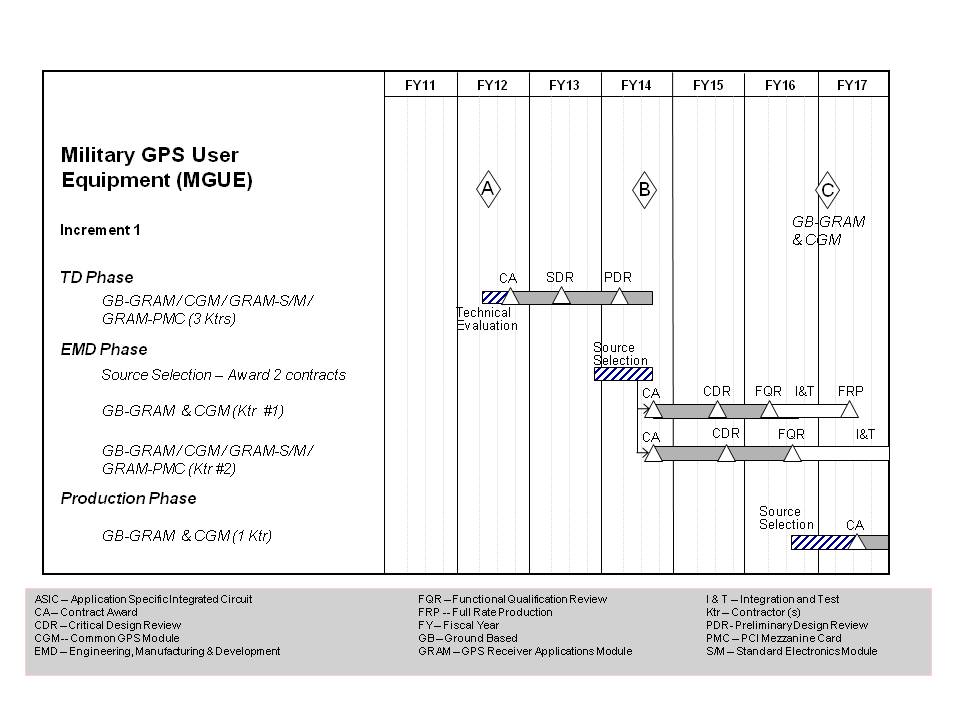 FY11 FY12 FY13 FY14 FY15 FY16 FY17
Military GPS User
Equipment (MGUE)
A B C
GB-GRAM
& CGM
Increment 1
TD Phase
CA SDR PDR
GB-GRAM / CGM / GRAM-S/M /
GRAM-PMC (3 Ktrs)
Technical
Evaluation
EMD Phase
Source
Selection
Source Selection – Award 2 contracts
CA CDR FQR I&T FRP
GB-GRAM & CGM (Ktr #1)
CA CDR FQR I&T
GB-GRAM / CGM / GRAM-S/M /
GRAM-PMC (Ktr #2)
Production Phase
Source
Selection CA
GB-GRAM & CGM (1 Ktr)
ASIC – Application Specific Integrated Circuit
CA – Contract Award
CDR – Critical Design Review
CGM -- Common GPS Module
EMD – Engineering, Manufacturing & Development
FQR – Functional Qualification Review
FRP -- Full Rate Production
FY – Fiscal Year
GB – Ground Based
GRAM – GPS Receiver Applications Module
I & T – Integration and Test
Ktr – Contractor (s)
PDR - Preliminary Design Review
PMC – PCI Mezzanine Card
S/M – Standard Electronics Module